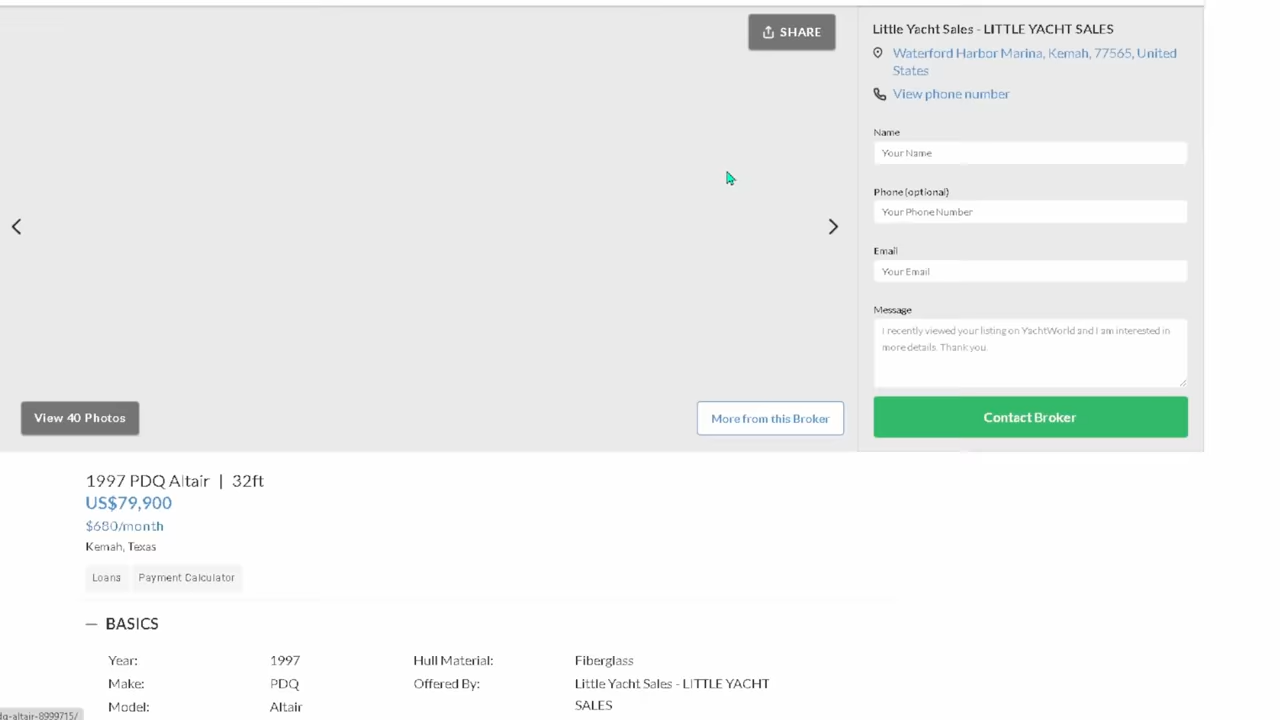 SHARE
Little Yacht Sales - LITTLE YACHT SALES
Waterford Harbor Marina, Kemah, 77565, United
States
View phone number
Name
Your Name
Phone (optional)
Your Phone Number
Email
Your Email
Message
I recently viewed your listing on YachtWorld and I am interested in
more details. Thank you.
View 40 Photos
More from this Broker
Contact Broker
1997 PDQ Altair | 32ft
US$79,900
$680/month
Kemah, Texas
Loans
Payment Calculator
— BASICS
Year: 1997 Hull Material: Fiberglass
Make: PDQ Offered By: Little Yacht Sales - LITTLE YACHT
SALES
Model: Altair
dq-altair-8999715/